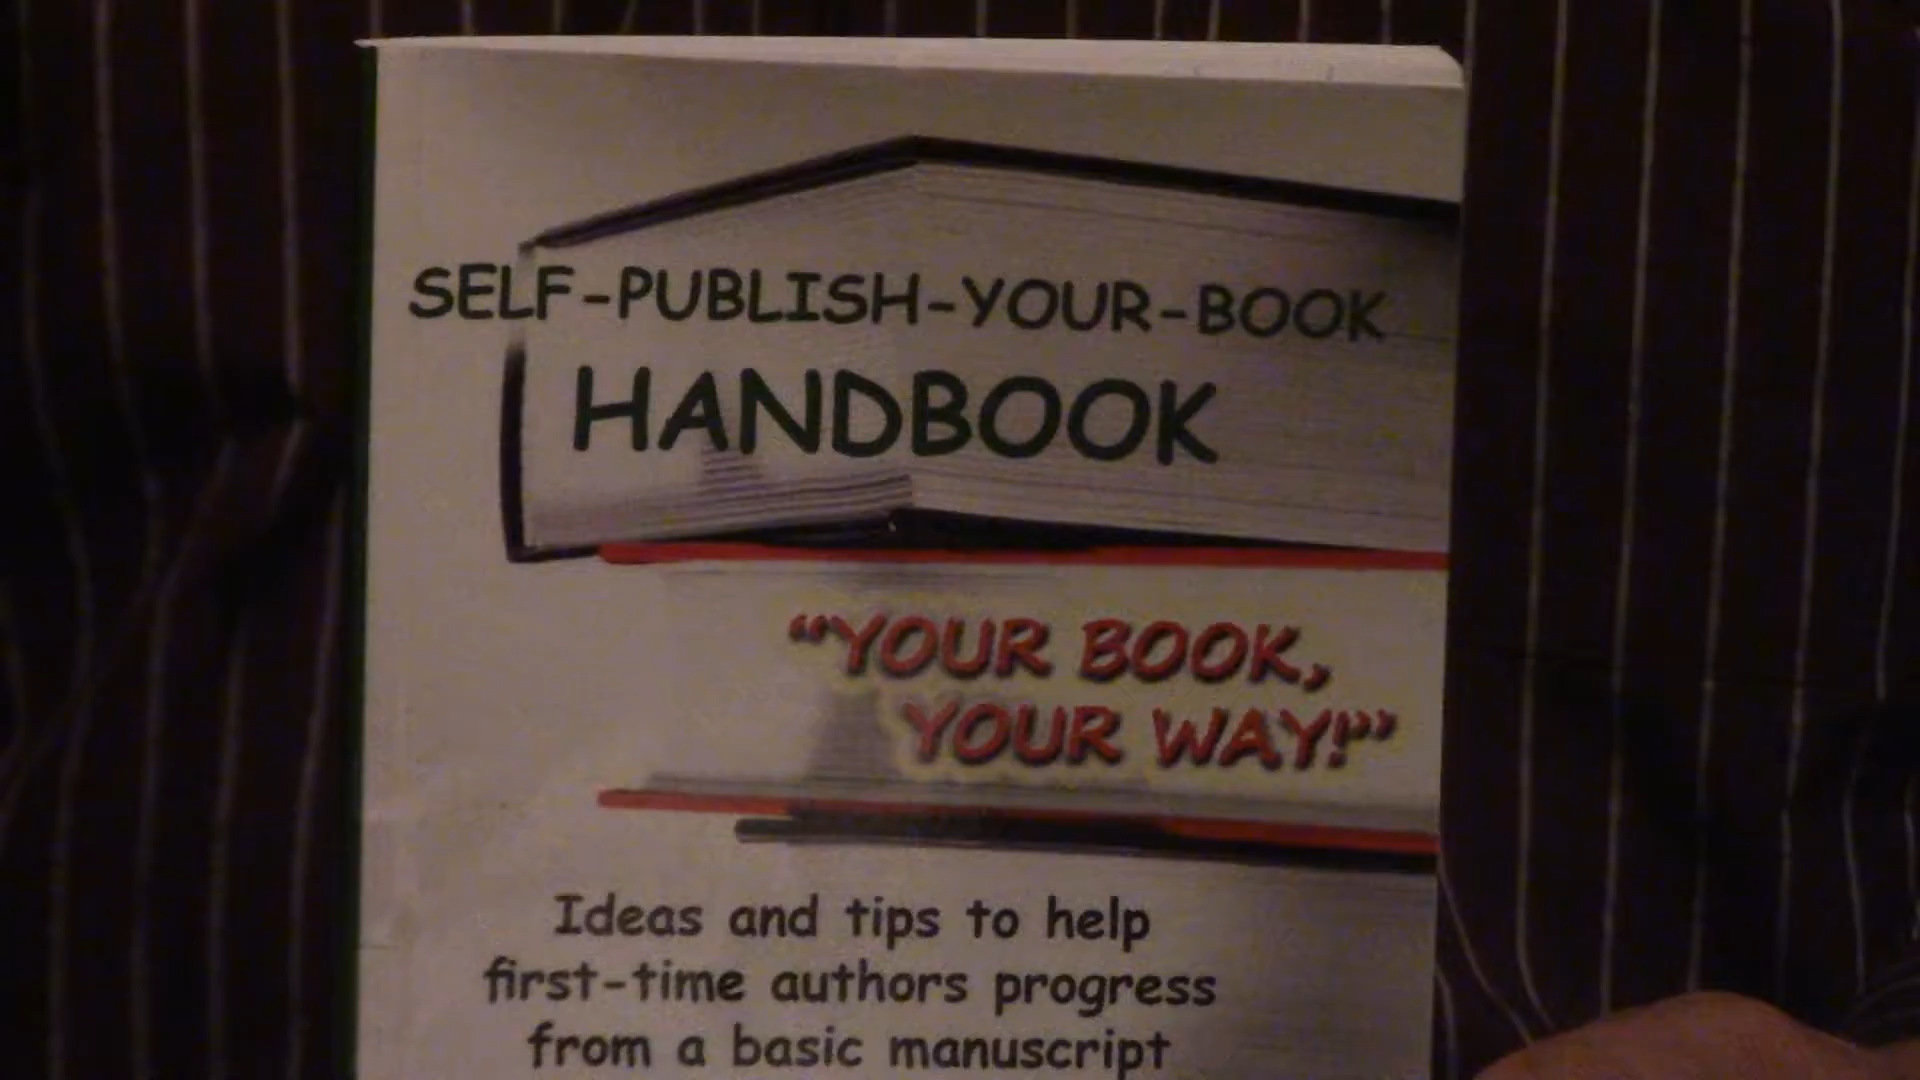 SELF-PUBLISH-YOUR-BOOK
HANDBOOK
“YOUR BOOK,
YOUR WAY!”
Ideas and tips to help
first-time authors progress
from a basic manuscript